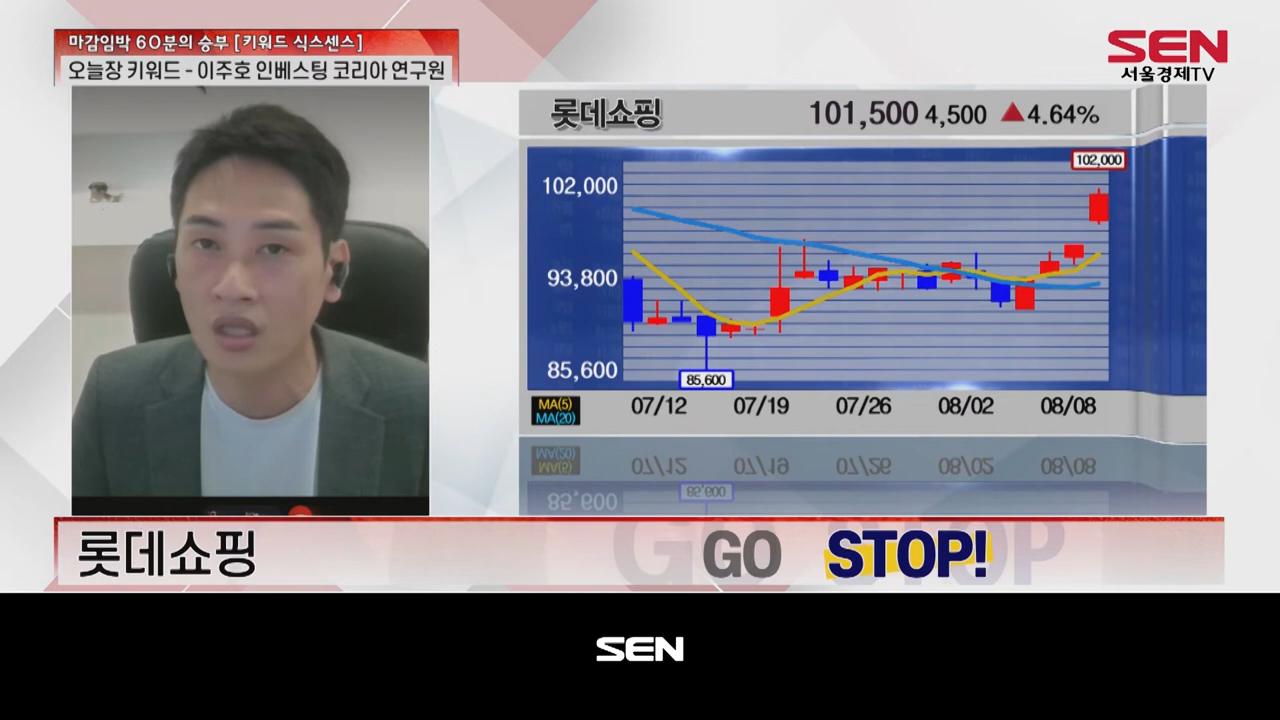 마감임박 60분의 승부 [키워드 식스센스]
오늘장 키워드 - 이주호 인베스팅 코리아 연구원
SEN
서울경제TV
롯데쇼핑 101,500 4,500 ▲4.64%
102,000
102,000
93,800
85,600
85,600
MA(5)
MA(20)
07/12 07/19 07/26 08/02 08/08
롯데쇼핑 GO STOP!
SEN